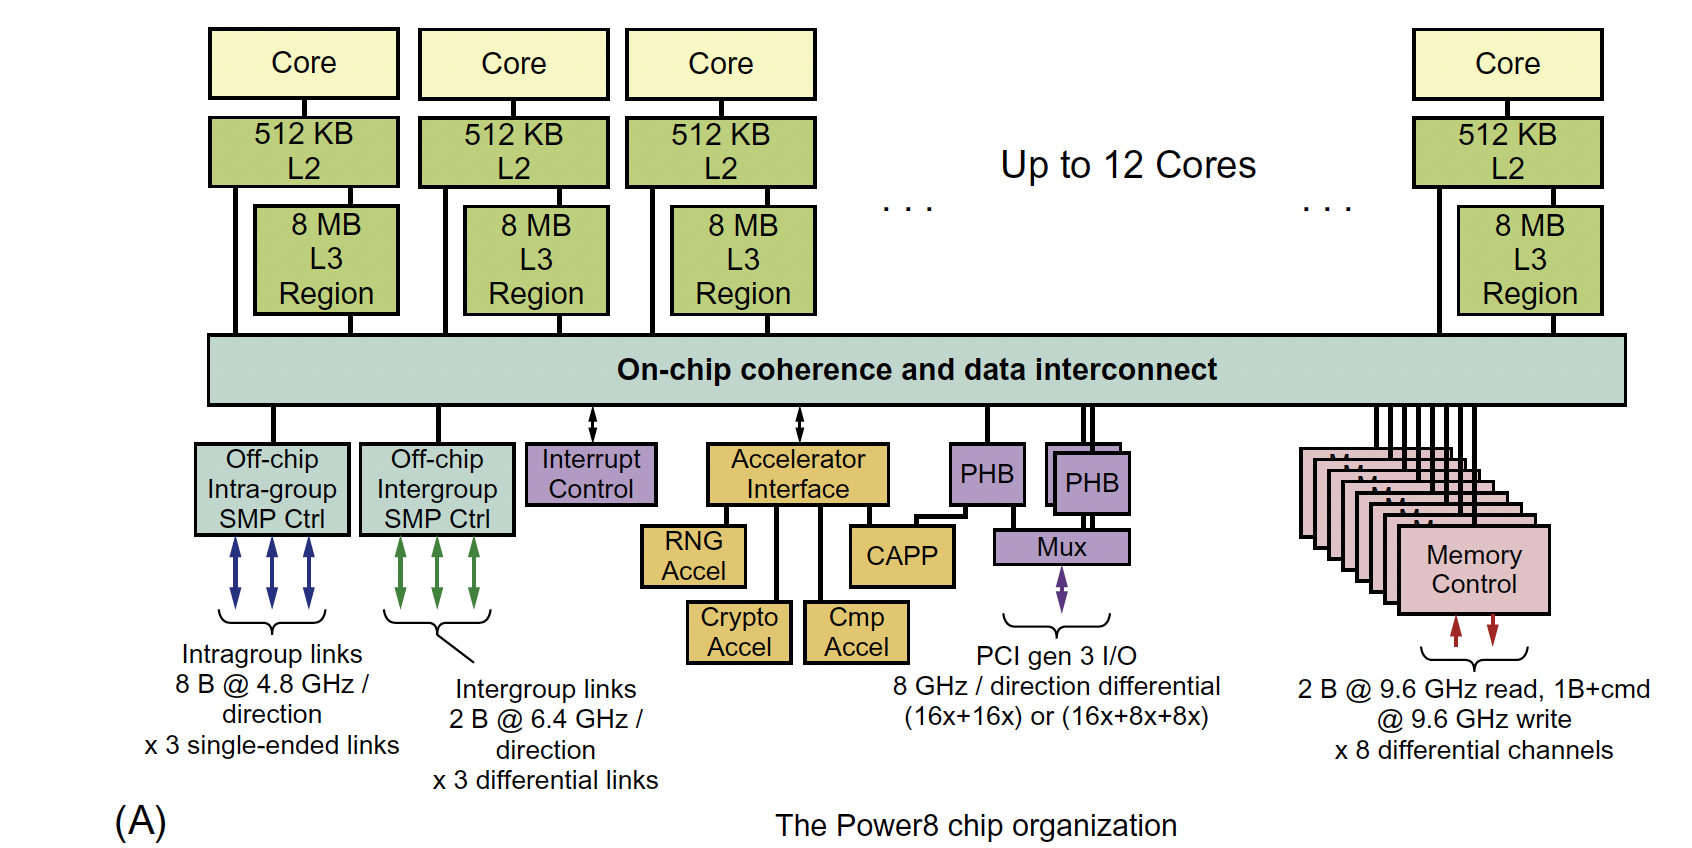 Core
Core
Core
Core
512 KB
L2
512 KB
L2
512 KB
L2
512 KB
L2
Up to 12 Cores
. . .
. . .
8 MB
L3
Region
8 MB
L3
Region
8 MB
L3
Region
8 MB
L3
Region
On-chip coherence and data interconnect
Off-chip
Intra-group
SMP Ctrl
Off-chip
Intergroup
SMP Ctrl
Interrupt
Control
Accelerator
Interface
PHB
PHB
RNG
Accel
CAPP
Mux
Crypto
Accel
Cmp
Accel
Memory
Control
Intragroup links
8 B @ 4.8 GHz /
direction
x 3 single-ended links
Intergroup links
2 B @ 6.4 GHz /
direction
x 3 differential links
PCI gen 3 I/O
8 GHz / direction differential
(16x+16x) or (16x+8x+8x)
2 B @ 9.6 GHz read, 1B+cmd
@ 9.6 GHz write
x 8 differential channels
(A)
The Power8 chip organization